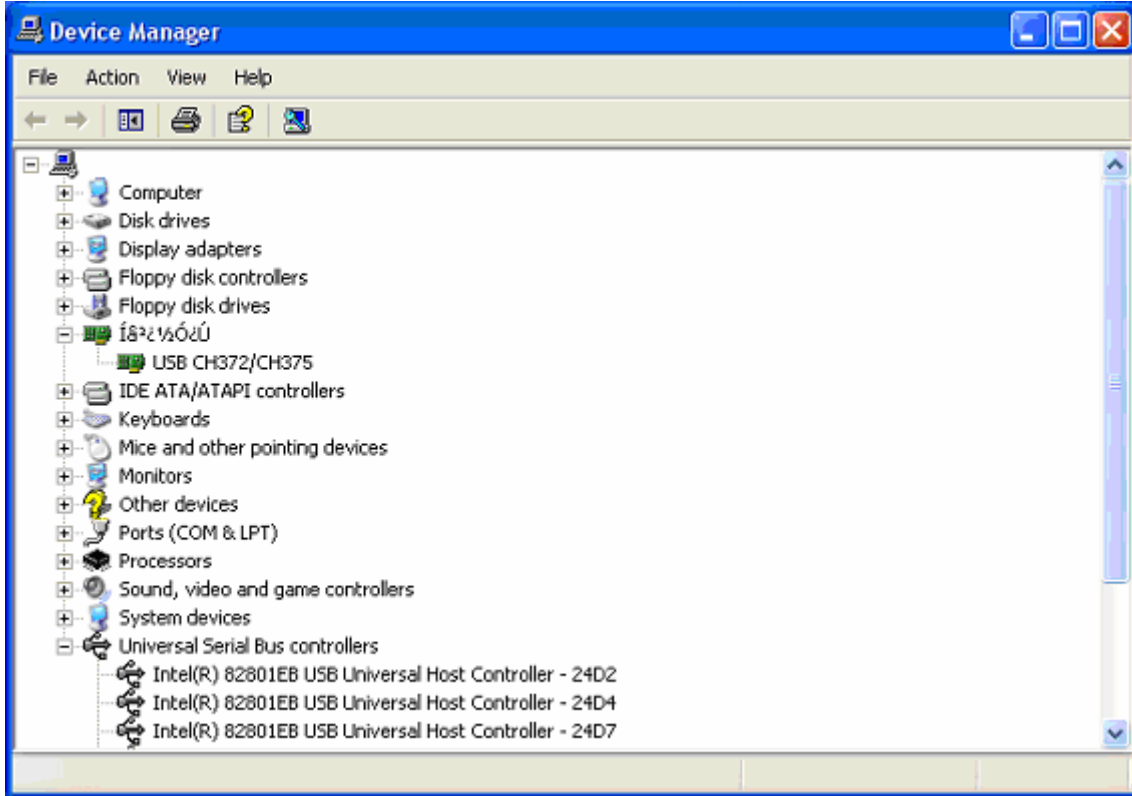 Device Manager
File Action View Help
Computer
Disk drives
Display adapters
Floppy disk controllers
Floppy disk drives
Íâ²¿½Ó¿Ú
USB CH372/CH375
IDE ATA/ATAPI controllers
Keyboards
Mice and other pointing devices
Monitors
Other devices
Ports (COM & LPT)
Processors
Sound, video and game controllers
System devices
Universal Serial Bus controllers
Intel(R) 82801EB USB Universal Host Controller - 24D2
Intel(R) 82801EB USB Universal Host Controller - 24D4
Intel(R) 82801EB USB Universal Host Controller - 24D7